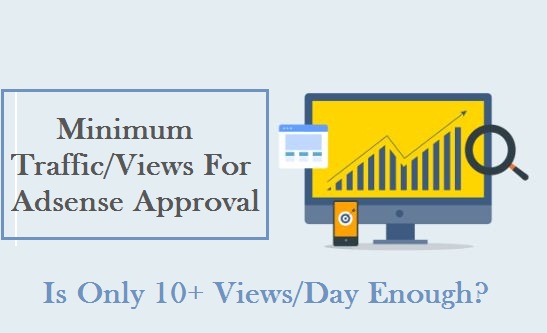 Minimum
Traffic/Views For
Adsense Approval
Is Only 10+ Views/Day Enough?